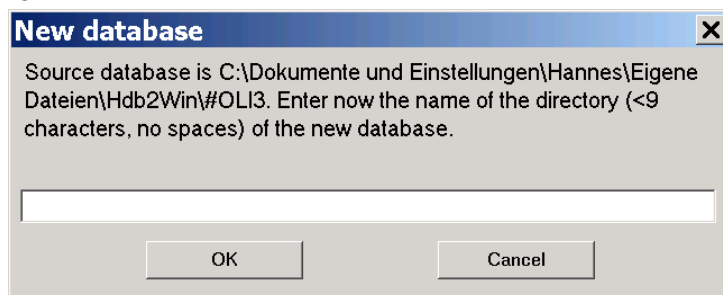 New database
Source database is C:\Dokumente und Einstellungen\Hannes\Eigene
Dateien\Hdb2Win\#OLI3. Enter now the name of the directory (<9
characters, no spaces) of the new database.
OK
Cancel